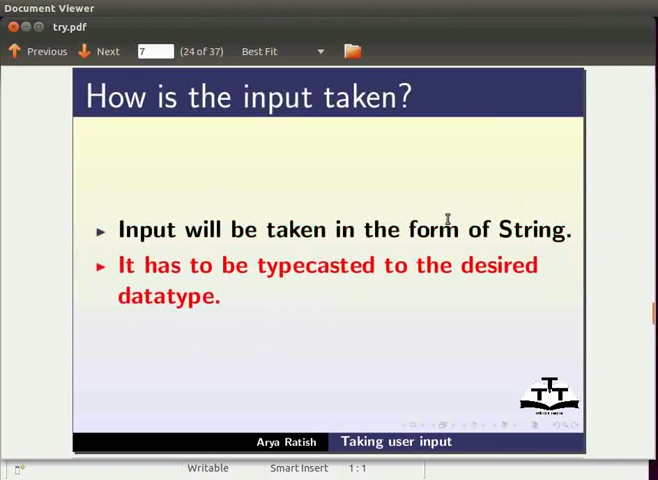 Document Viewer
try.pdf
Previous Next 7 (24 of 37) Best Fit
How is the input taken?
Input will be taken in the form of String.
It has to be typecasted to the desired
datatype.
TTT
Arya Ratish Taking user input
Writable Smart Insert 1 : 1